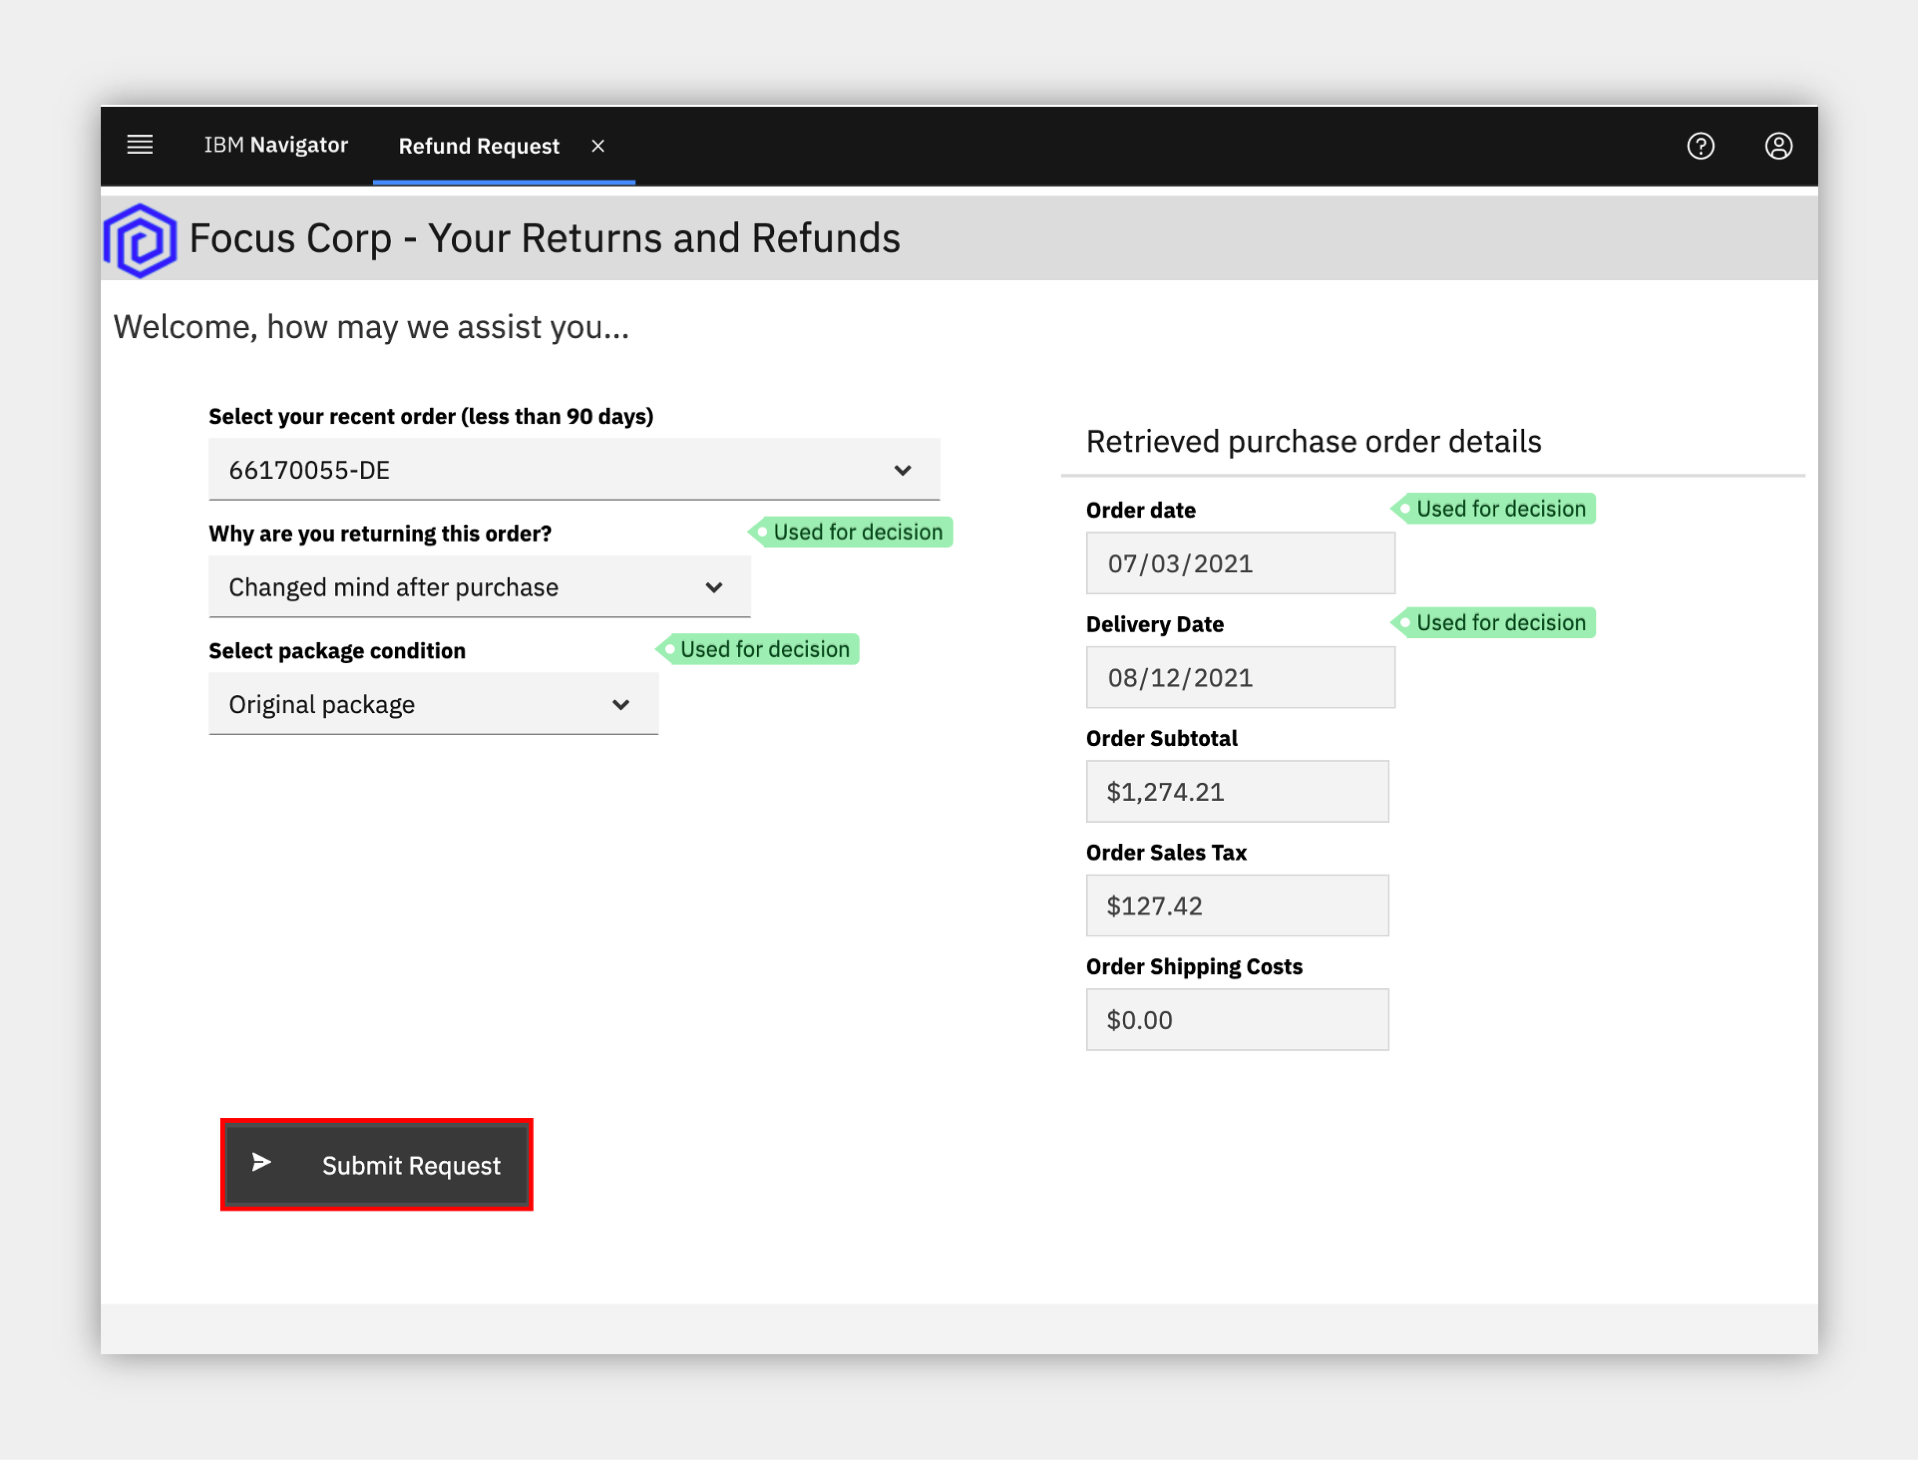 IBM Navigator
Refund Request
Focus Corp - Your Returns and Refunds
Welcome, how may we assist you...
Select your recent order (less than 90 days)
66170055-DE
Why are you returning this order?
Used for decision
Changed mind after purchase
Select package condition
Used for decision
Original package
Submit Request
Retrieved purchase order details
Order date
Used for decision
07/03/2021
Delivery Date
Used for decision
08/12/2021
Order Subtotal
$1,274.21
Order Sales Tax
$127.42
Order Shipping Costs
$0.00